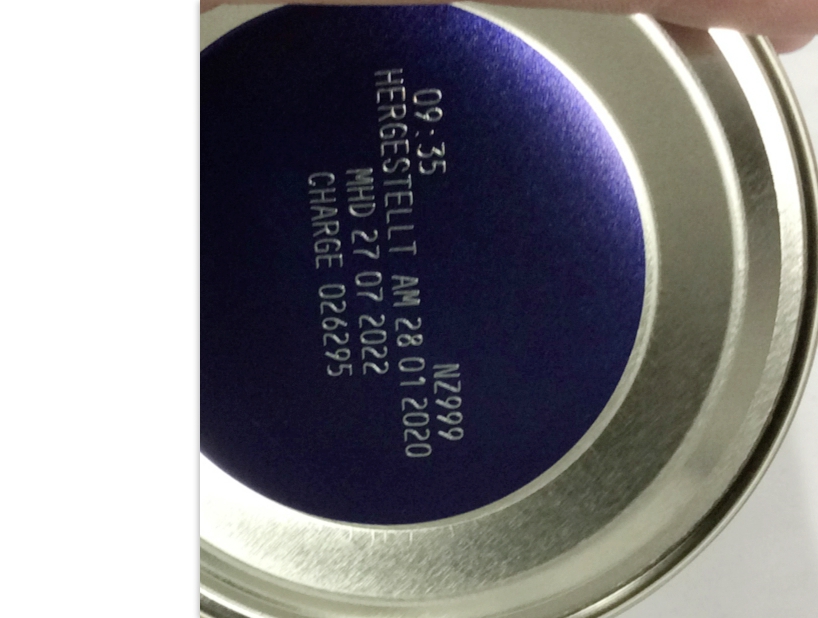 09:35 NZ999
HERGESTELLT AM 28 01 2020
MHD 27 07 2022
CHARGE 026295